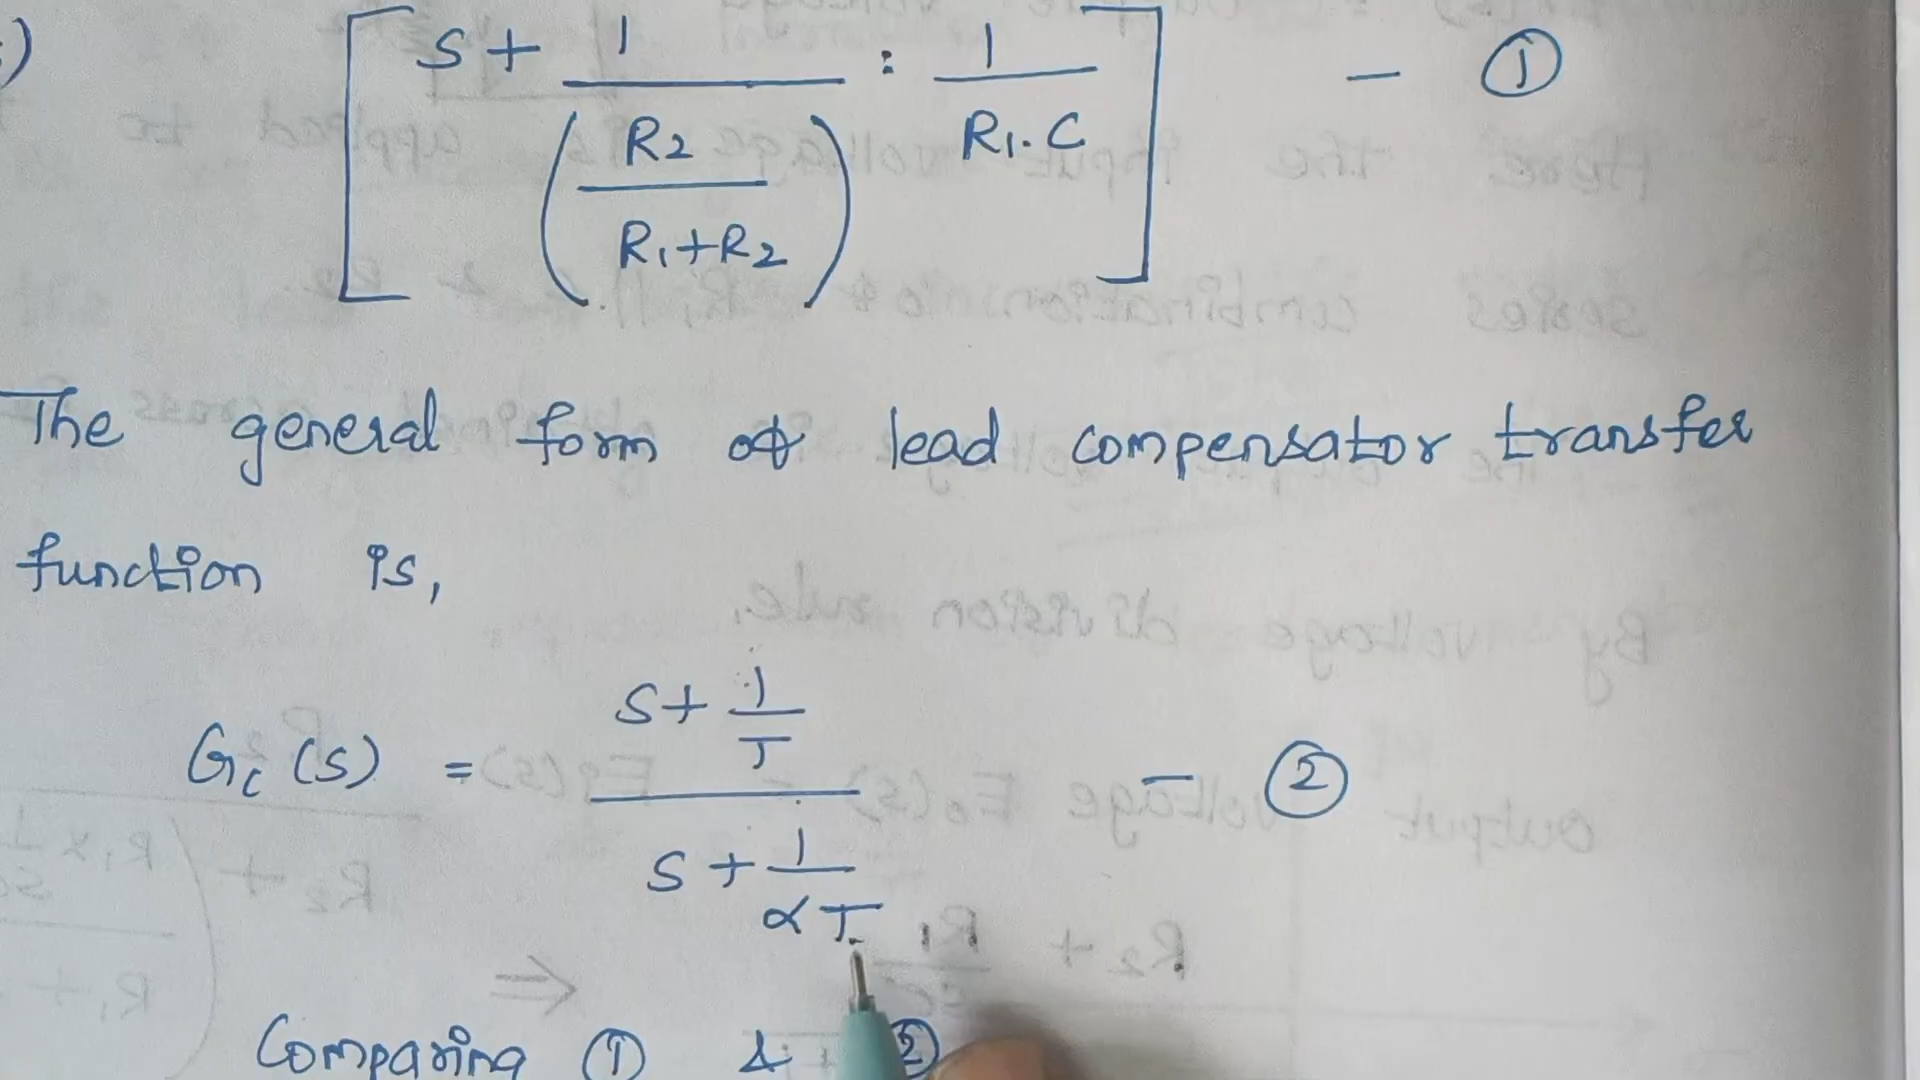 [ S + 1 / (R2 / R1+R2) : 1 / R1.C ] — ①
The general form of lead compensator transfer
function is,
Gc(s) = (S + 1/T) / (S + 1/αT) — ②
Comparing ① & ②